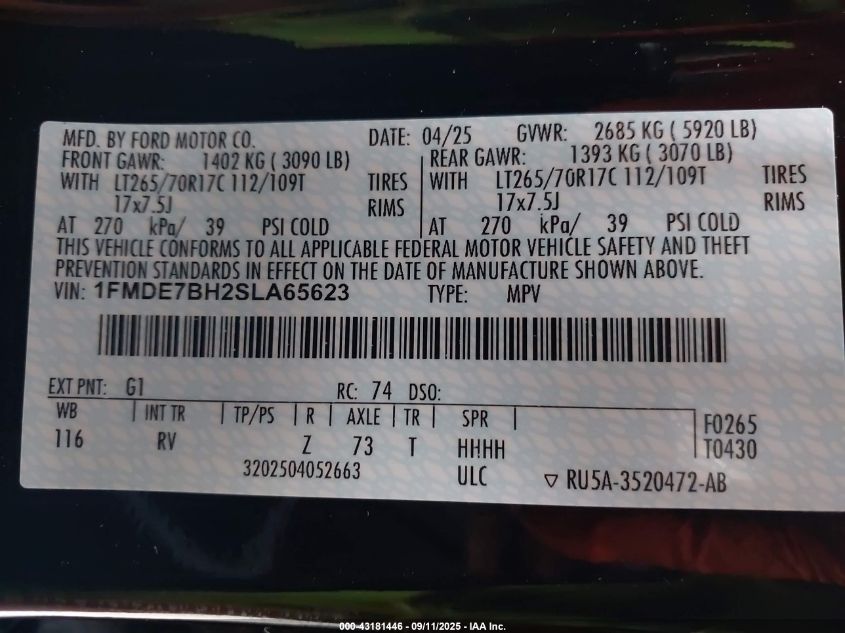 MFD. BY FORD MOTOR CO. DATE: 04/25 GVWR: 2685 KG ( 5920 LB)
FRONT GAWR: 1402 KG ( 3090 LB) REAR GAWR: 1393 KG ( 3070 LB)
WITH LT265/70R17C 112/109T TIRES WITH LT265/70R17C 112/109T TIRES
17x7.5J RIMS 17x7.5J RIMS
AT 270 kPa/ 39 PSI COLD AT 270 kPa/ 39 PSI COLD
THIS VEHICLE CONFORMS TO ALL APPLICABLE FEDERAL MOTOR VEHICLE SAFETY AND THEFT
PREVENTION STANDARDS IN EFFECT ON THE DATE OF MANUFACTURE SHOWN ABOVE.
VIN: 1FMDE7BH2SLA65623 TYPE: MPV
EXT PNT: G1 RC: 74 DSO:
WB INT TR TP/PS R AXLE TR SPR F0265
116 RV Z 73 T HHHH T0430
3202504052663 ULC ▽ RU5A-3520472-AB
000-43181446 - 09/11/2025 - IAA Inc.